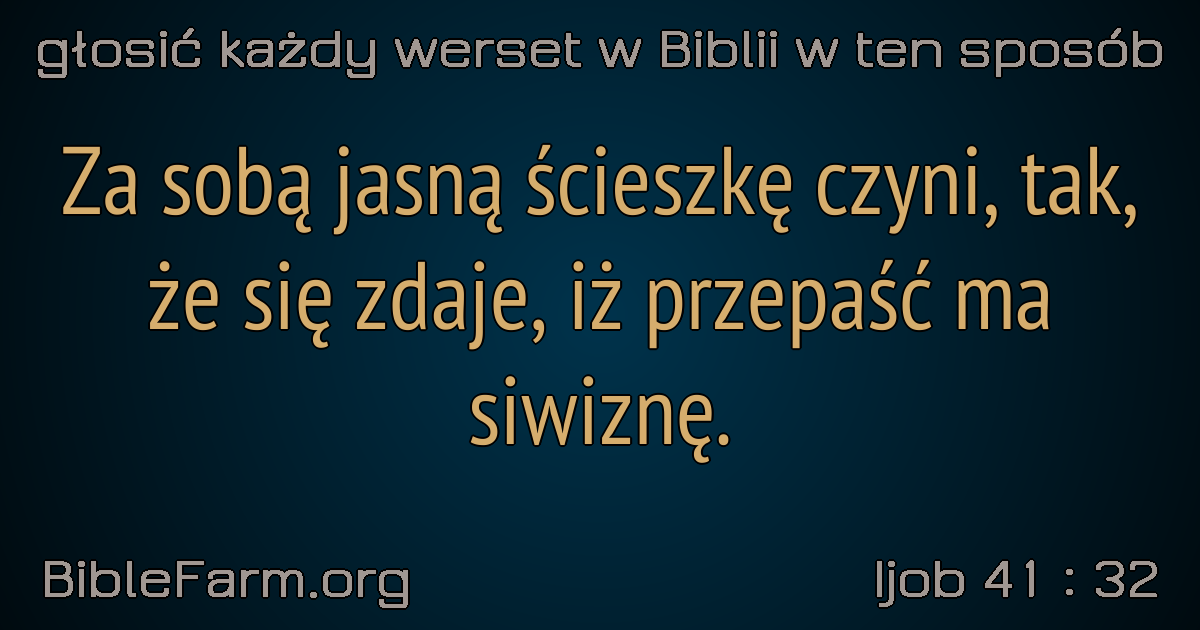 głosić każdy werset w Biblii w ten sposób
Za sobą jasną ścieszkę czyni, tak,
że się zdaje, iż przepaść ma
siwiznę.
BibleFarm.org
Ijob 41 : 32